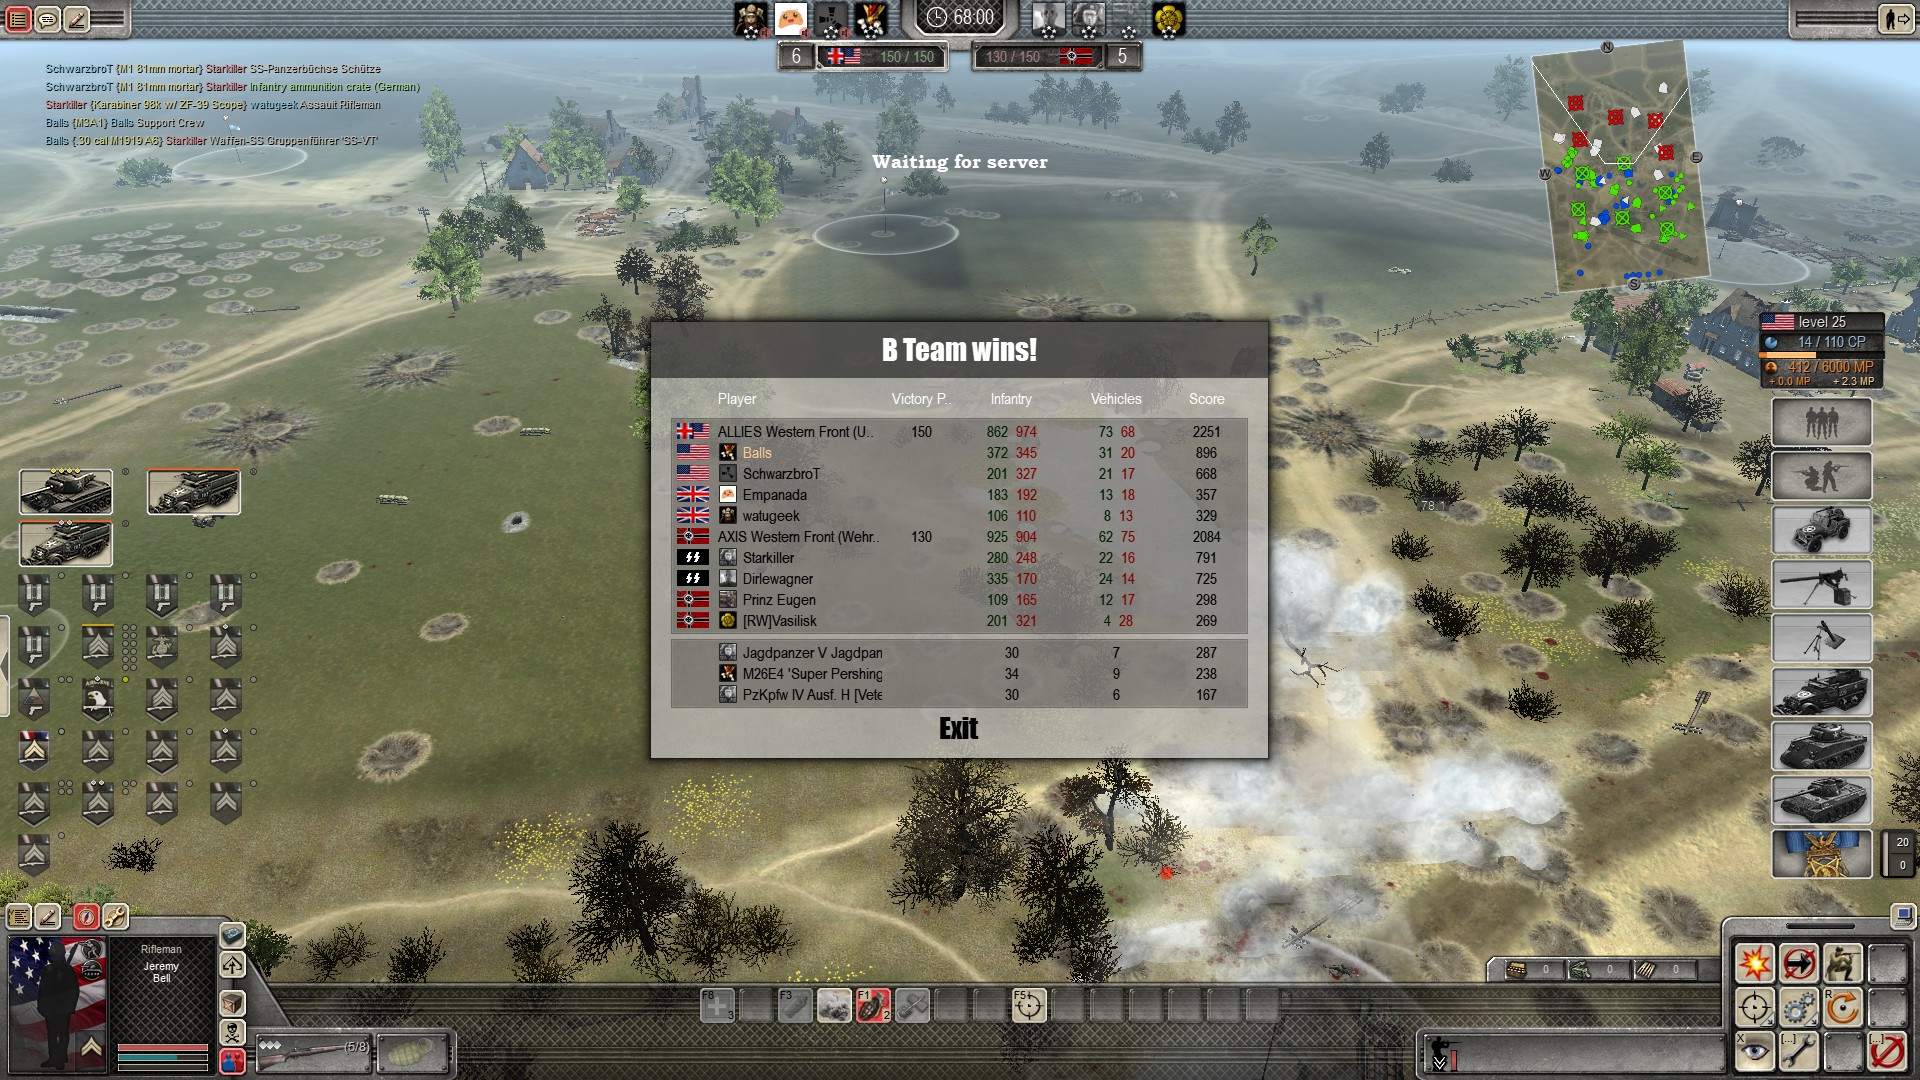 68:00
6 150 / 150 130 / 150 5
SchwarzbroT {M1 81mm mortar} Starkiller SS-Panzerbüchse Schütze
SchwarzbroT {M1 81mm mortar} Starkiller Infantry ammunition crate (German)
Starkiller {Karabiner 98k w/ ZF-39 Scope} watugeek Assault Rifleman
Balls {M3A1} Balls Support Crew
Balls {.30 cal M1919 A6} Starkiller Waffen-SS Gruppenführer 'SS-VT'
Waiting for server
N
E
W
S
level 25
14 / 110 CP
412 / 6000 MP
+ 0.0 MP + 2.3 MP
B Team wins!
Player Victory P.. Infantry Vehicles Score
ALLIES Western Front (U.. 150 862 974 73 68 2251
Balls 372 345 31 20 896
SchwarzbroT 201 327 21 17 668
Empanada 183 192 13 18 357
watugeek 106 110 8 13 329
AXIS Western Front (Wehr.. 130 925 904 62 75 2084
Starkiller 280 248 22 16 791
Dirlewagner 335 170 24 14 725
Prinz Eugen 109 165 12 17 298
[RW]Vasilisk 201 321 4 28 269
Jagdpanzer V Jagdpan 30 7 287
M26E4 'Super Pershing 34 9 238
PzKpfw IV Ausf. H [Vete 30 6 167
Exit
78.1
20
0
Rifleman
Jeremy
Bell
(5/8)
F8 3 F3 F1 2 F5
0 0 0
R
X [...] [...]